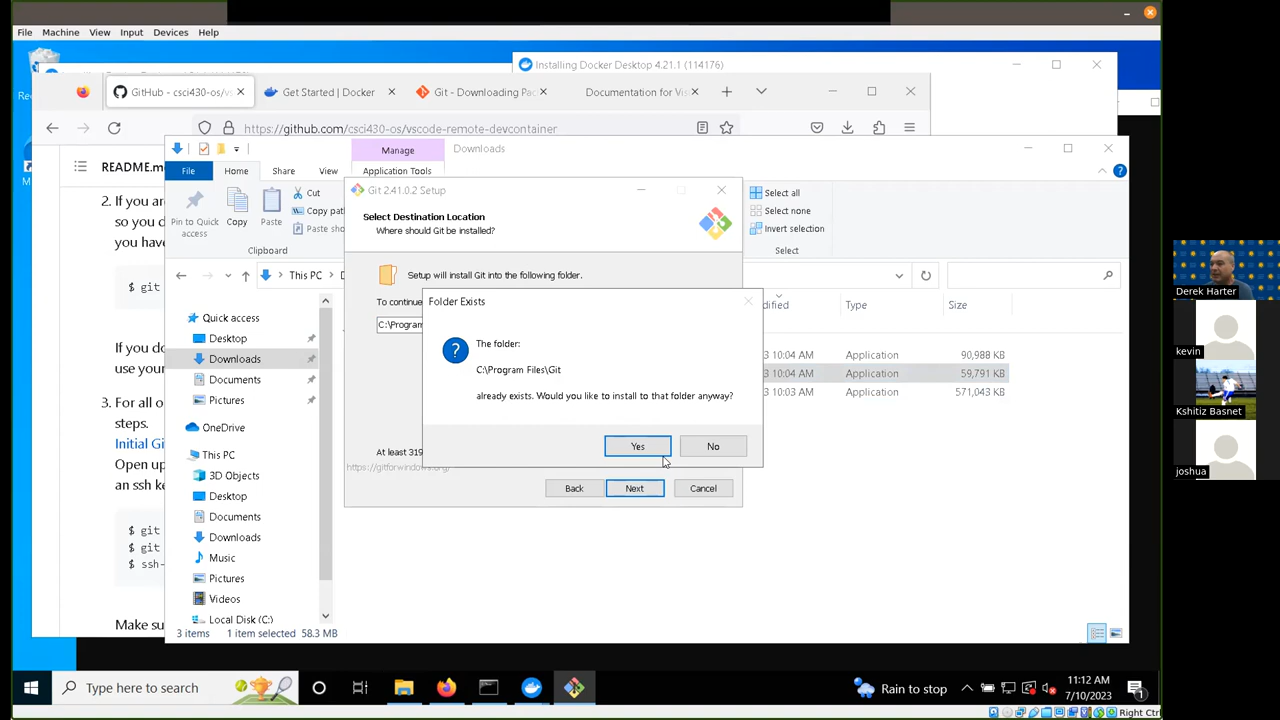 File Machine View Input Devices Help
Installing Docker Desktop 4.21.1 (114176)
GitHub - csci430-os/vs
Get Started | Docker
Git - Downloading Pac
Documentation for Vis
https://github.com/csci430-os/vscode-remote-devcontainer
README.m
Manage
Downloads
File Home Share View Application Tools
Pin to Quick access
Copy
Paste
Cut
Copy pat
Paste sho
Clipboard
Select all
Select none
Invert selection
Select
This PC
Git 2.41.0.2 Setup
Select Destination Location
Where should Git be installed?
Setup will install Git into the following folder.
To continue
C:\Program
At least 319
https://gitforwindows.org/
Back
Next
Cancel
Folder Exists
The folder:
C:\Program Files\Git
already exists. Would you like to install to that folder anyway?
Yes
No
Type
Size
3 10:04 AM Application 90,988 KB
3 10:04 AM Application 59,791 KB
3 10:03 AM Application 571,043 KB
Quick access
Desktop
Downloads
Documents
Pictures
OneDrive
This PC
3D Objects
Desktop
Documents
Downloads
Music
Pictures
Videos
Local Disk (C:)
3 items
1 item selected 58.3 MB
2. If you ar
so you d
you have
$ git
If you do
use your
3. For all o
steps.
Initial Gi
Open up
an ssh ke
$ git
$ git
$ ssh-
Make su
Type here to search
Rain to stop
11:12 AM
7/10/2023
1
Right Ctrl
Derek Harter
kevin
Kshitiz Basnet
joshua